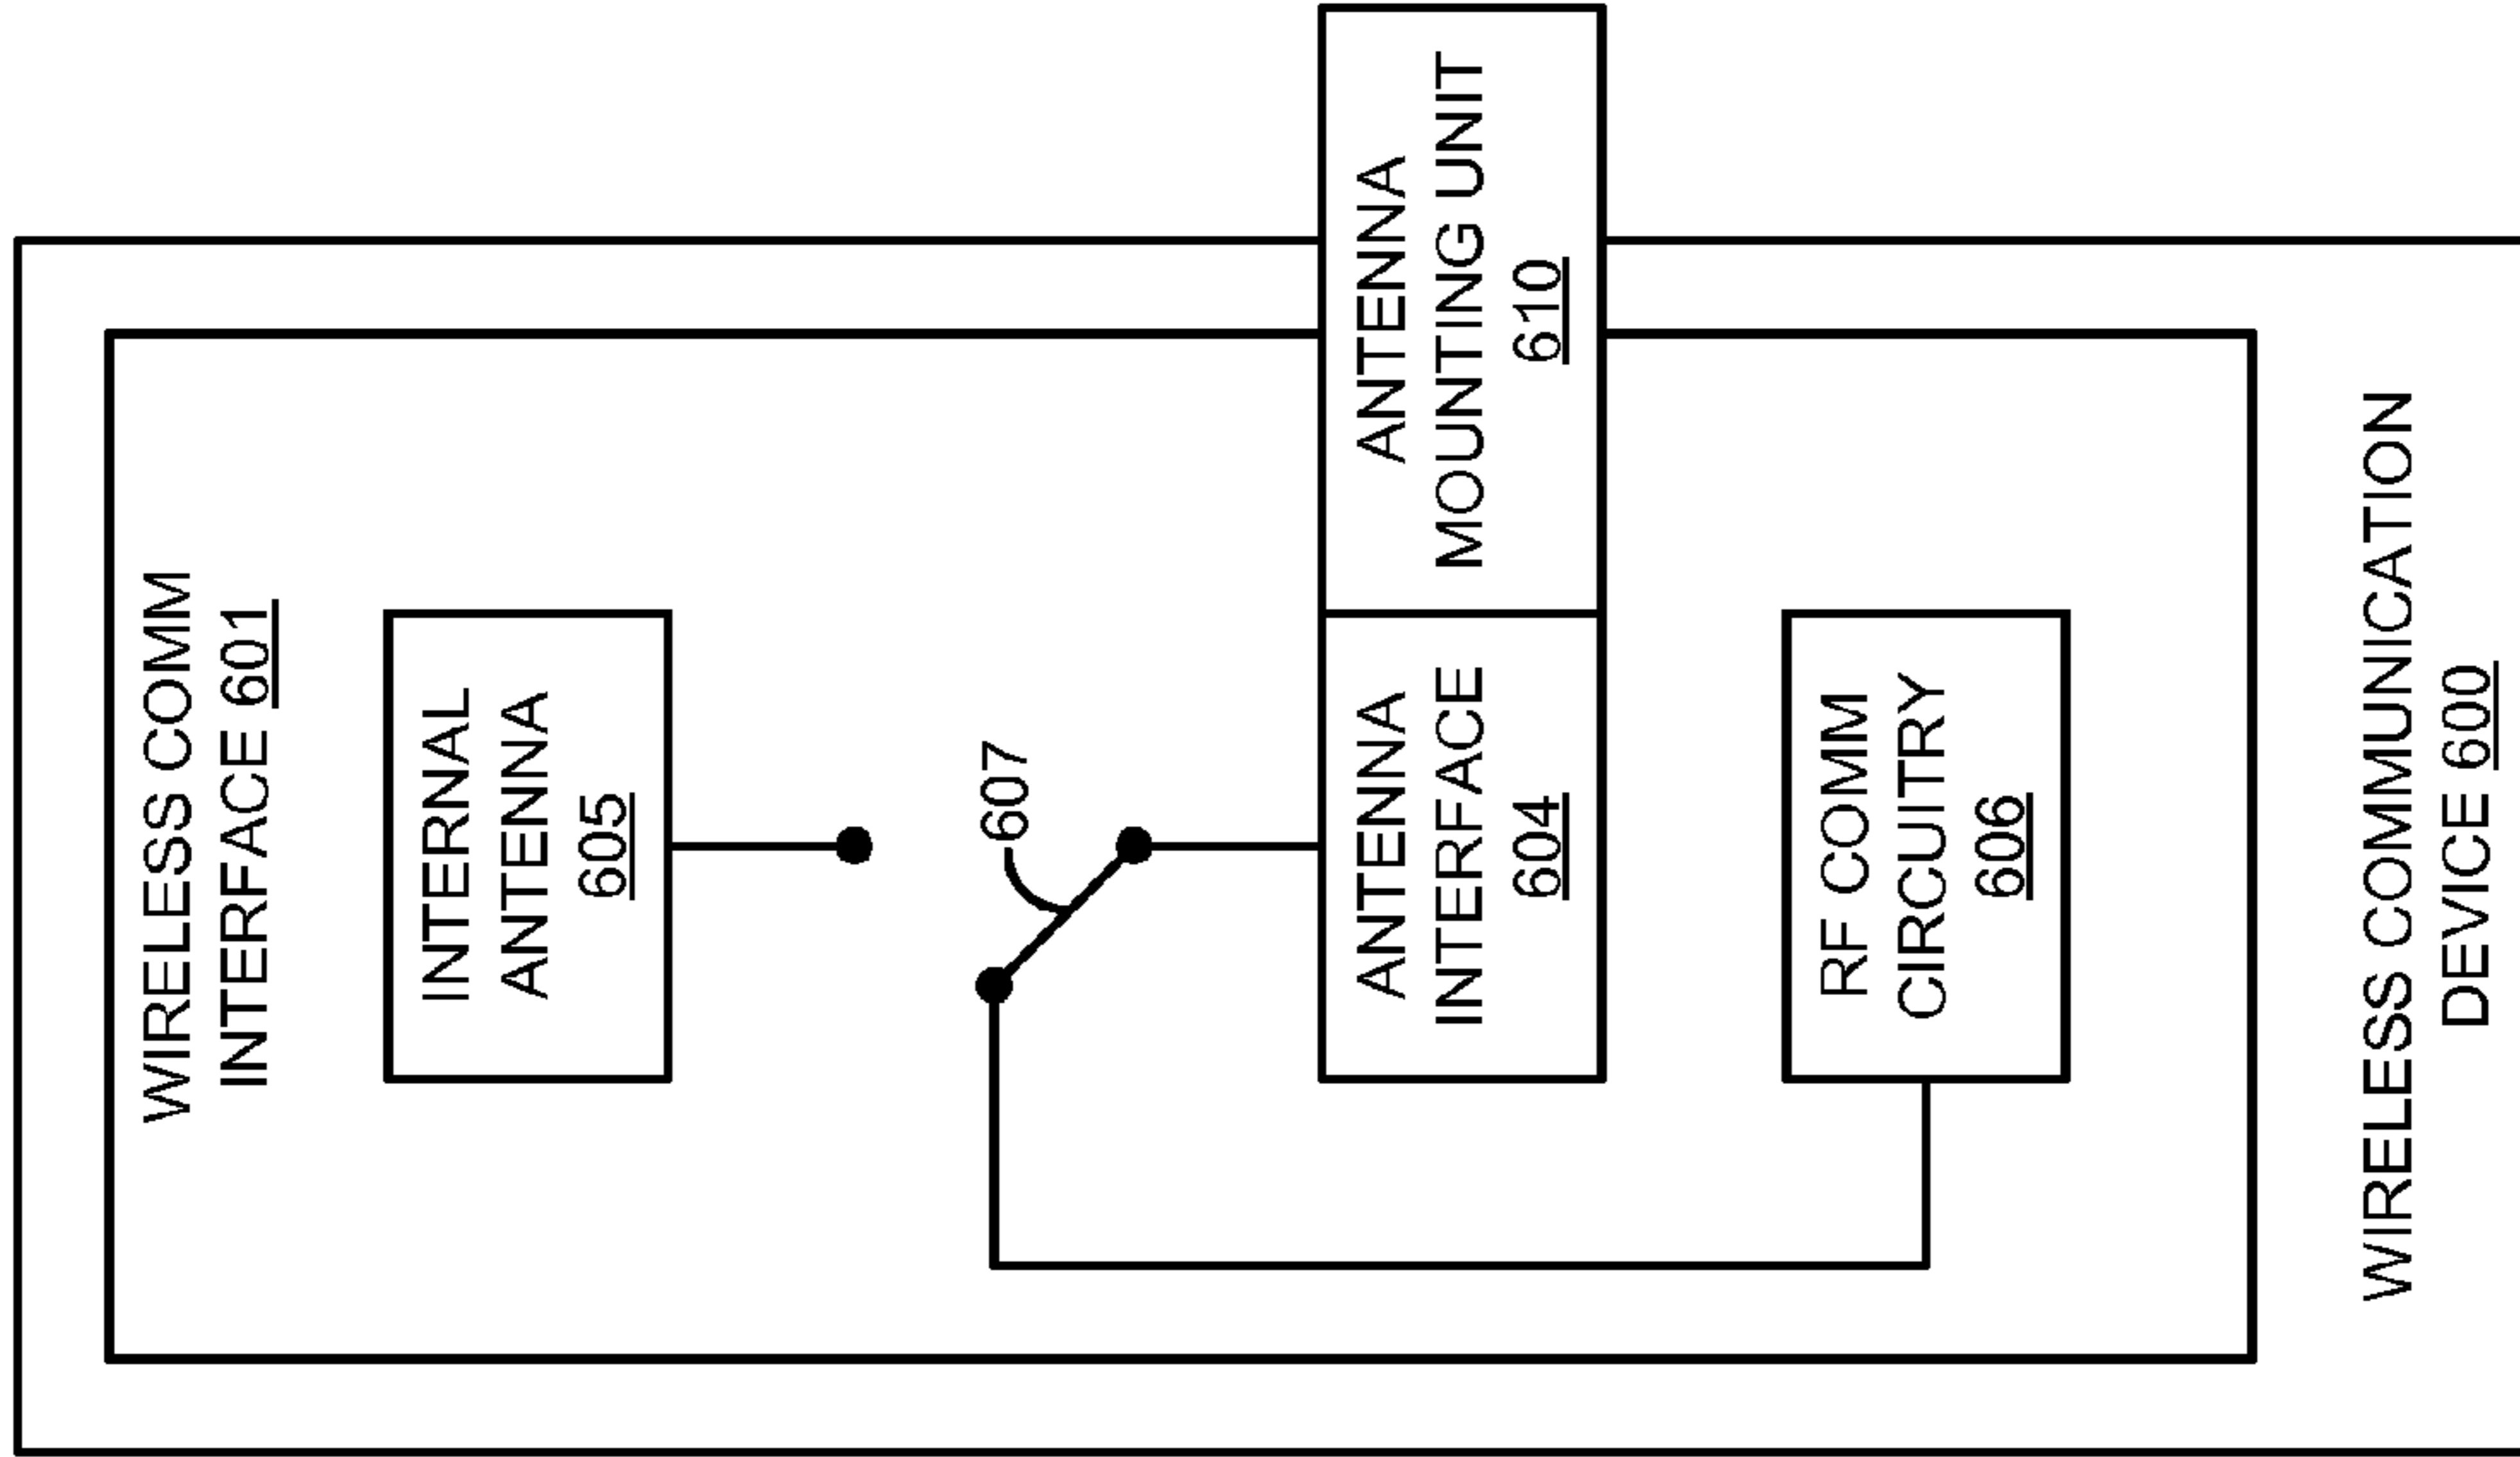 WIRELESS COMM
INTERFACE 601
INTERNAL
ANTENNA
605
607
ANTENNA
INTERFACE
604
ANTENNA
MOUNTING UNIT
610
RF COMM
CIRCUITRY
606
WIRELESS COMMUNICATION
DEVICE 600